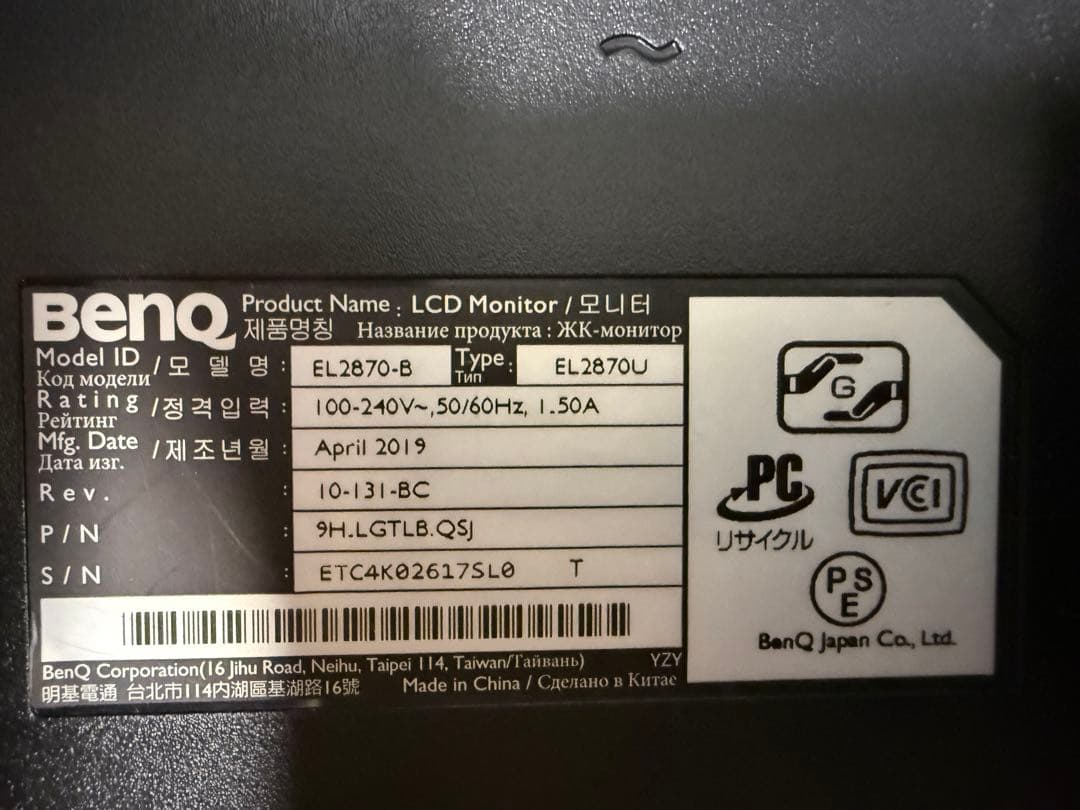 BenQ
Product Name : LCD Monitor / 모니터
제품명칭 Название продукта : ЖК-монитор
Model ID / 모 델 명 : EL2870-B Type : EL2870U
Код модели Тип
Rating / 정격입력 : 100-240V~,50/60Hz, 1.50A
Рейтинг
Mfg. Date / 제조년월 : April 2019
Дата изг.
Rev. : 10-131-BC
P/N : 9H.LGTLB.QSJ
S/N : ETC4K02617SL0 T
BenQ Corporation(16 Jihu Road, Neihu, Taipei 114, Taiwan/Тайвань) YZY
明基電通 台北市114內湖區基湖路16號 Made in China / Сделано в Китае
G
PC
リサイクル
VCI
PSE
BenQ Japan Co., Ltd.